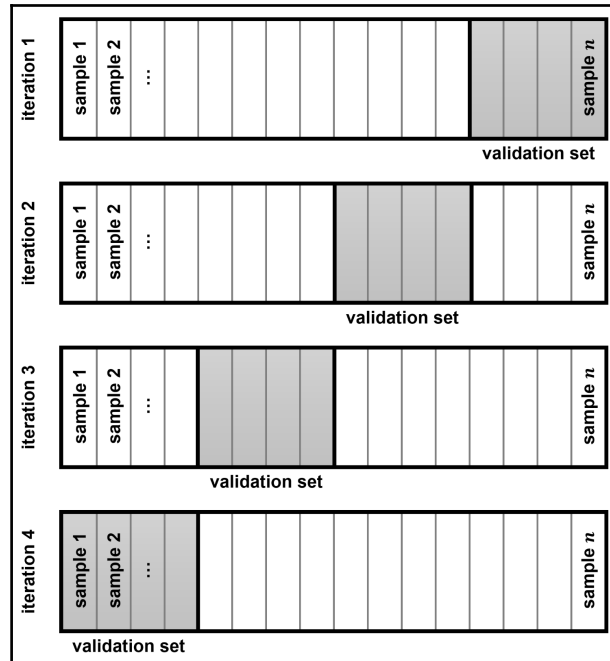 iteration 1
sample 1
sample 2
...
sample n
validation set
iteration 2
sample 1
sample 2
...
sample n
validation set
iteration 3
sample 1
sample 2
...
sample n
validation set
iteration 4
sample 1
sample 2
...
sample n
validation set